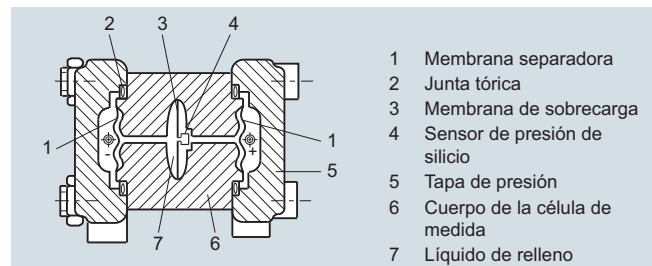 2 3 4
1 1
- +
5
7 6
1 Membrana separadora
2 Junta tórica
3 Membrana de sobrecarga
4 Sensor de presión de
silicio
5 Tapa de presión
6 Cuerpo de la célula de
medida
7 Líquido de relleno